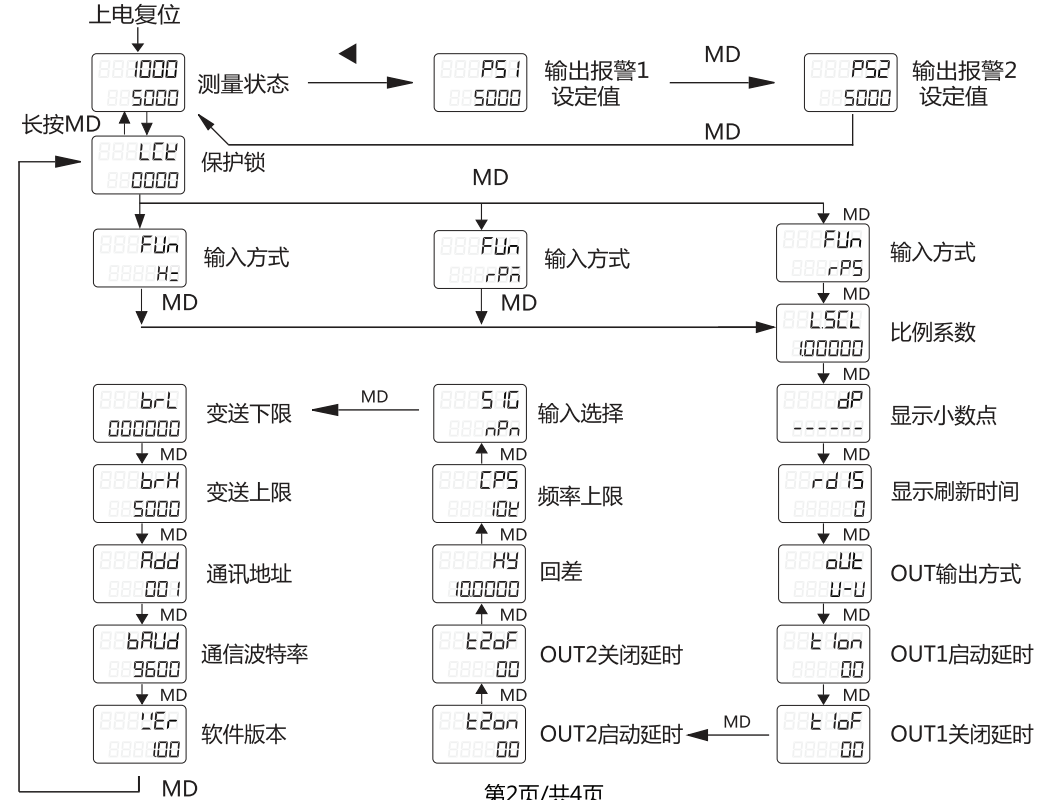 上电复位
1000
5000
测量状态
PS1
5000
输出报警1
设定值
MD
PS2
5000
输出报警2
设定值
长按MD
MD
LCK
0000
保护锁
MD
FUn
Hz
输入方式
MD
FUn
rPm
输入方式
MD
MD
FUn
rPS
输入方式
MD
L.SCL
1.00000
比例系数
MD
dP
------
显示小数点
MD
rd1S
0
显示刷新时间
MD
oUt
U-U
OUT输出方式
MD
t1on
00
OUT1启动延时
MD
t1oF
00
OUT1关闭延时
MD
t2on
00
OUT2启动延时
MD
t2oF
00
OUT2关闭延时
MD
HY
10.0000
回差
MD
CPS
10t
频率上限
MD
SIG
nPn
输入选择
MD
brL
000000
变送下限
MD
brH
5000
变送上限
MD
Add
001
通讯地址
MD
bAUd
9600
通信波特率
MD
VEr
1.00
软件版本
MD
第2页/共4页